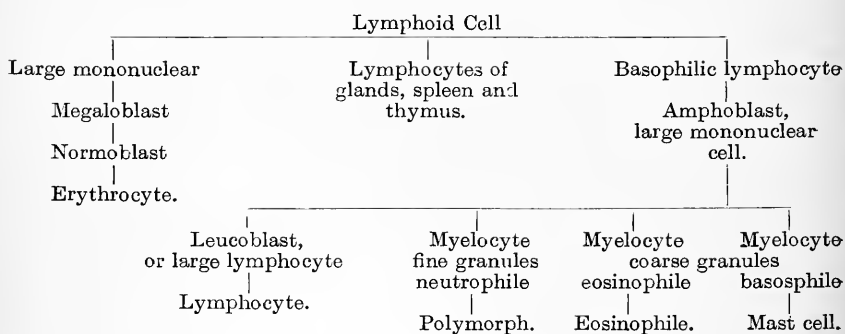 Lymphoid Cell
Large mononuclear
Megaloblast
Normoblast
Erythrocyte.
Lymphocytes of
glands, spleen and
thymus.
Basophilic lymphocyte
Amphoblast,
large mononuclear
cell.
Leucoblast,
or large lymphocyte
Lymphocyte.
Myelocyte
fine granules
neutrophile
Polymorph.
Myelocyte Myelocyte
coarse granules
eosinophile basosphile
Eosinophile. Mast cell.